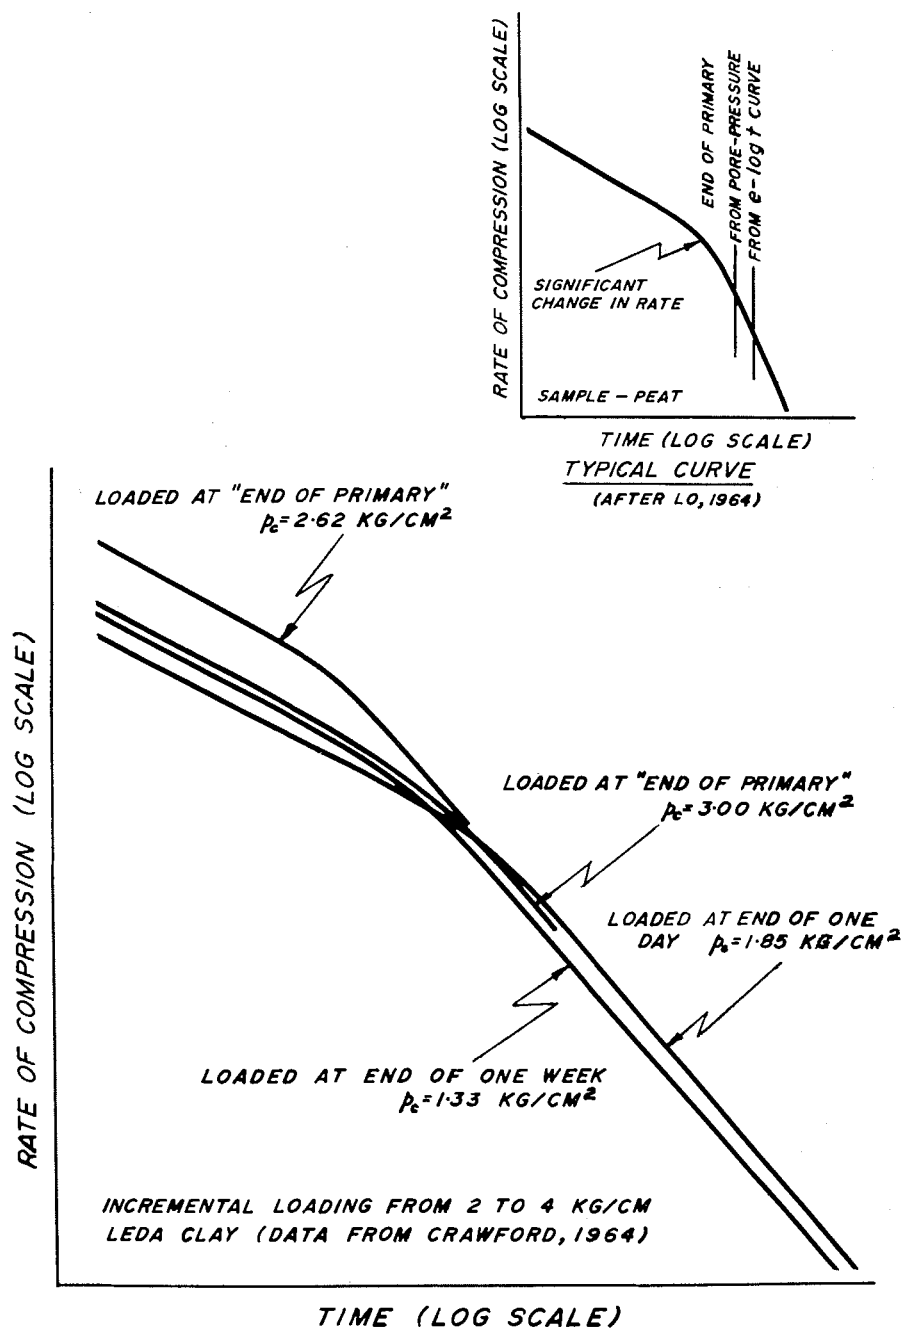 RATE OF COMPRESSION (LOG SCALE)
END OF PRIMARY
FROM PORE-PRESSURE
FROM e-log t CURVE
SIGNIFICANT
CHANGE IN RATE
SAMPLE - PEAT
TIME (LOG SCALE)
TYPICAL CURVE
(AFTER LO, 1964)
LOADED AT "END OF PRIMARY"
pc=2·62 KG/CM2
RATE OF COMPRESSION (LOG SCALE)
LOADED AT "END OF PRIMARY"
pc=3·00 KG/CM2
LOADED AT END OF ONE
DAY pc=1·85 KG/CM2
LOADED AT END OF ONE WEEK
pc=1·33 KG/CM2
INCREMENTAL LOADING FROM 2 TO 4 KG/CM
LEDA CLAY (DATA FROM CRAWFORD, 1964)
TIME (LOG SCALE)